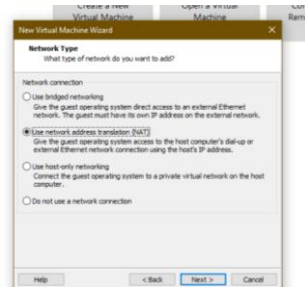 Create a New
Open a Virtual
Virtual Machine
Machine
Rem
New Virtual Machine Wizard
Network Type
What type of network do you want to add?
Network connection
Use bridged networking
Give the guest operating system direct access to an external Ethernet
network. The guest must have its own IP address on the external network.
Use network address translation (NAT)
Give the guest operating system access to the host computer's dial-up or
external Ethernet network connection using the host's IP address.
Use host-only networking
Connect the guest operating system to a private virtual network on the host
computer.
Do not use a network connection
Help
< Back
Next >
Cancel